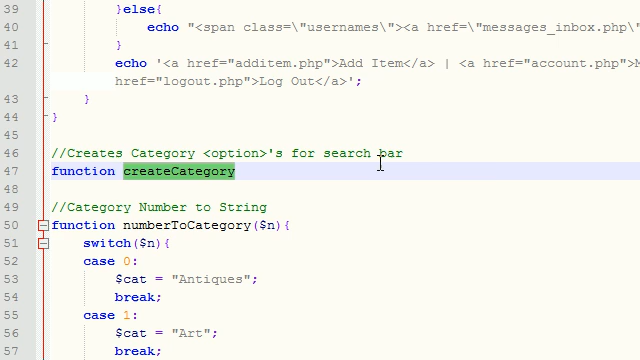 39 }else{
40 echo "<span class=\"usernames\"><a href=\"messages_inbox.php\"
41 }
42 echo '<a href="additem.php">Add Item</a> | <a href="account.php">M
href="logout.php">Log Out</a>';
43 }
44 }
45
46 //Creates Category <option>'s for search bar
47 function createCategory
48
49 //Category Number to String
50 function numberToCategory($n){
51 switch($n){
52 case 0:
53 $cat = "Antiques";
54 break;
55 case 1:
56 $cat = "Art";
57 break;